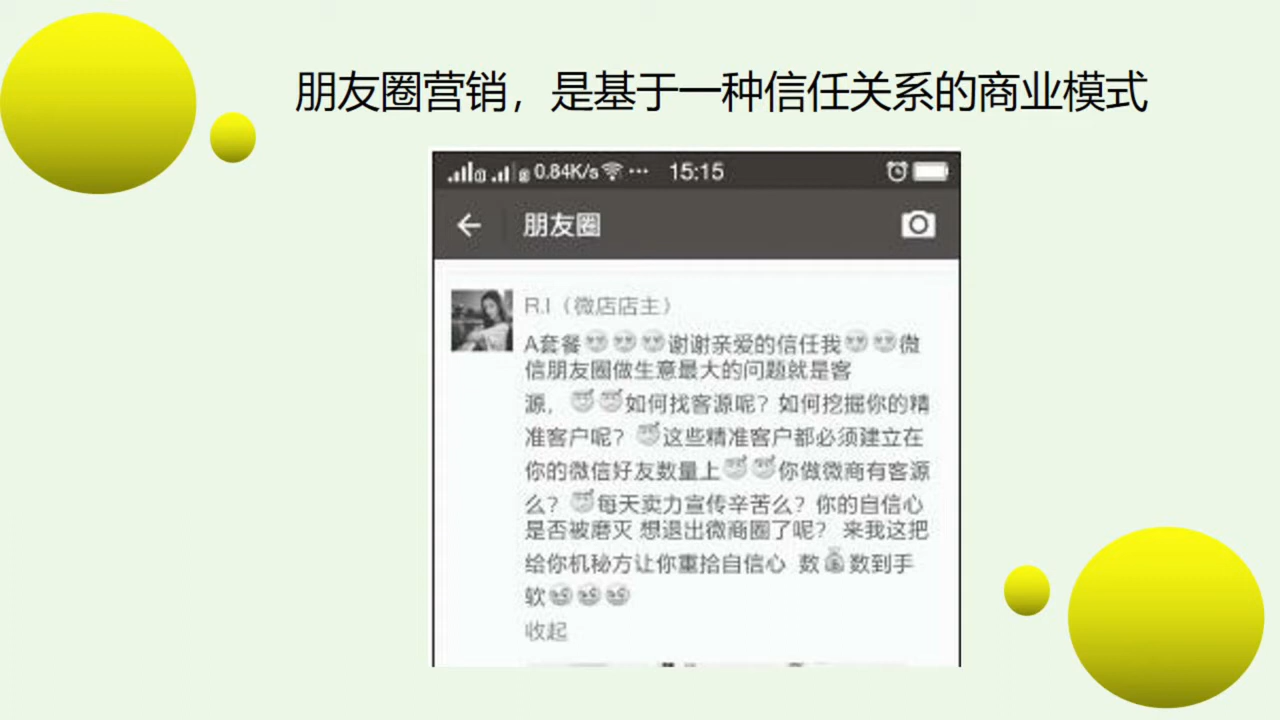 朋友圈营销，是基于一种信任关系的商业模式
0.84K/s 15:15
朋友圈
R.I（微店店主）
A套餐谢谢亲爱的信任我微
信朋友圈做生意最大的问题就是客
源，如何找客源呢？如何挖掘你的精
准客户呢？这些精准客户都必须建立在
你的微信好友数量上你做微商有客源
么？每天卖力宣传辛苦么？你的自信心
是否被磨灭 想退出微商圈了呢？ 来我这把
给你机秘方让你重拾自信心 数💰数到手
软
收起